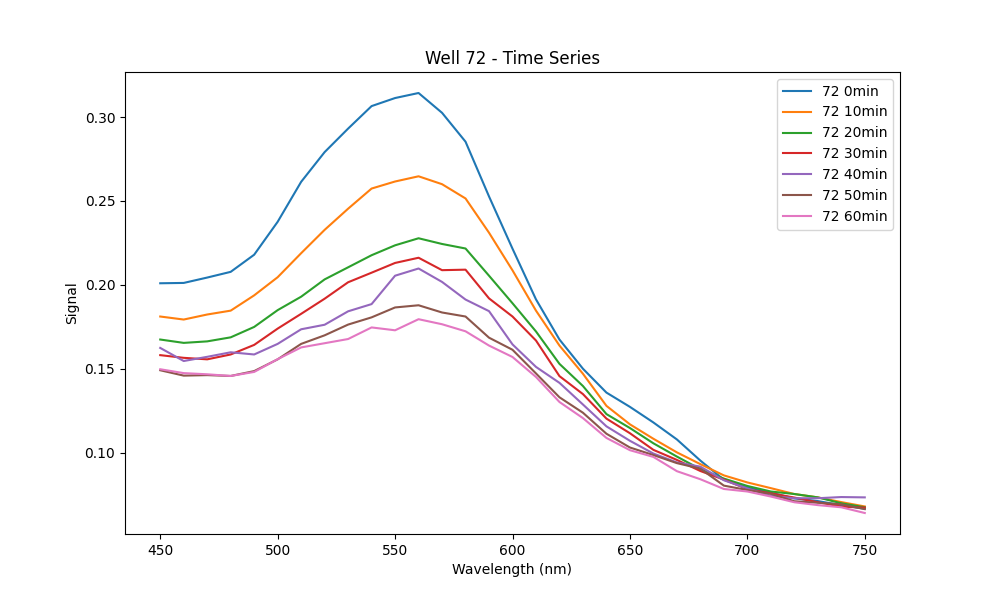 Well 72 - Time Series
72 0min
72 10min
72 20min
72 30min
72 40min
72 50min
72 60min
0.30
0.25
0.20
0.15
0.10
Signal
450
500
550
600
650
700
750
Wavelength (nm)